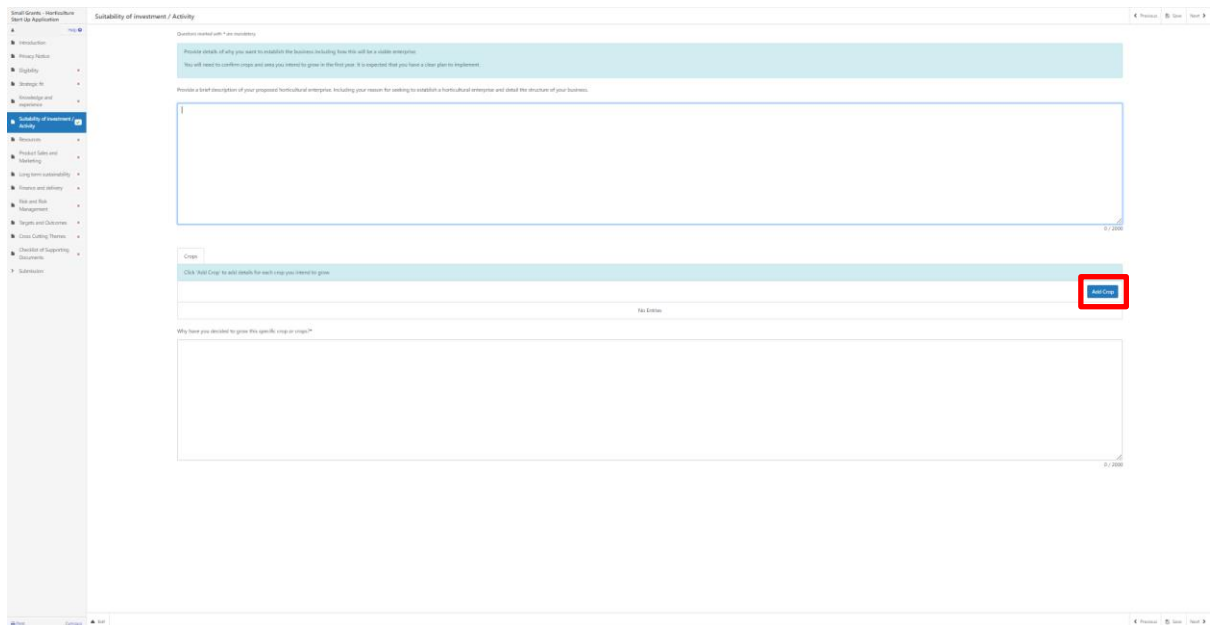 Small Grants - Horticulture
Start Up Application
Suitability of investment / Activity
Previous Save Next
Help
Introduction
Privacy Notice
Eligibility
Strategic fit
Knowledge and
experience
Suitability of investment /
Activity
Resources
Product Sales and
Marketing
Long term sustainability
Finance and delivery
Risk and Risk
Management
Targets and Outcomes
Cross Cutting Themes
Checklist of Supporting
Documents
Submission
Questions marked with * are mandatory
Provide details of why you want to establish the business including how this will be a viable enterprise.
You will need to confirm crops and area you intend to grow in the first year. It is expected that you have a clear plan to implement.
Provide a brief description of your proposed horticultural enterprise, including your reason for seeking to establish a horticultural enterprise and detail the structure of your business.
0 / 2000
Crops
Click 'Add Crop' to add details for each crop you intend to grow.
Add Crop
No Entries
Why have you decided to grow this specific crop or crops?*
0 / 2000
Print
Exit
Previous Save Next